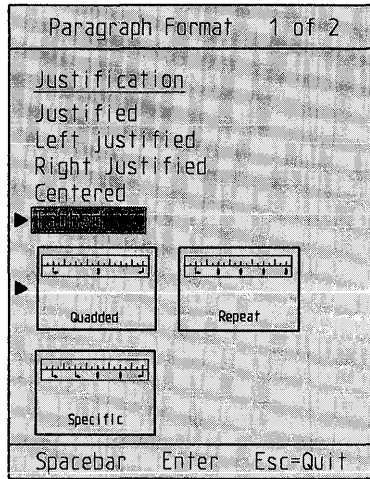 Paragraph Format 1 of 2
Justification
Justified
Left justified
Right Justified
Centered
Quadded Repeat
Specific
Spacebar Enter Esc=Quit